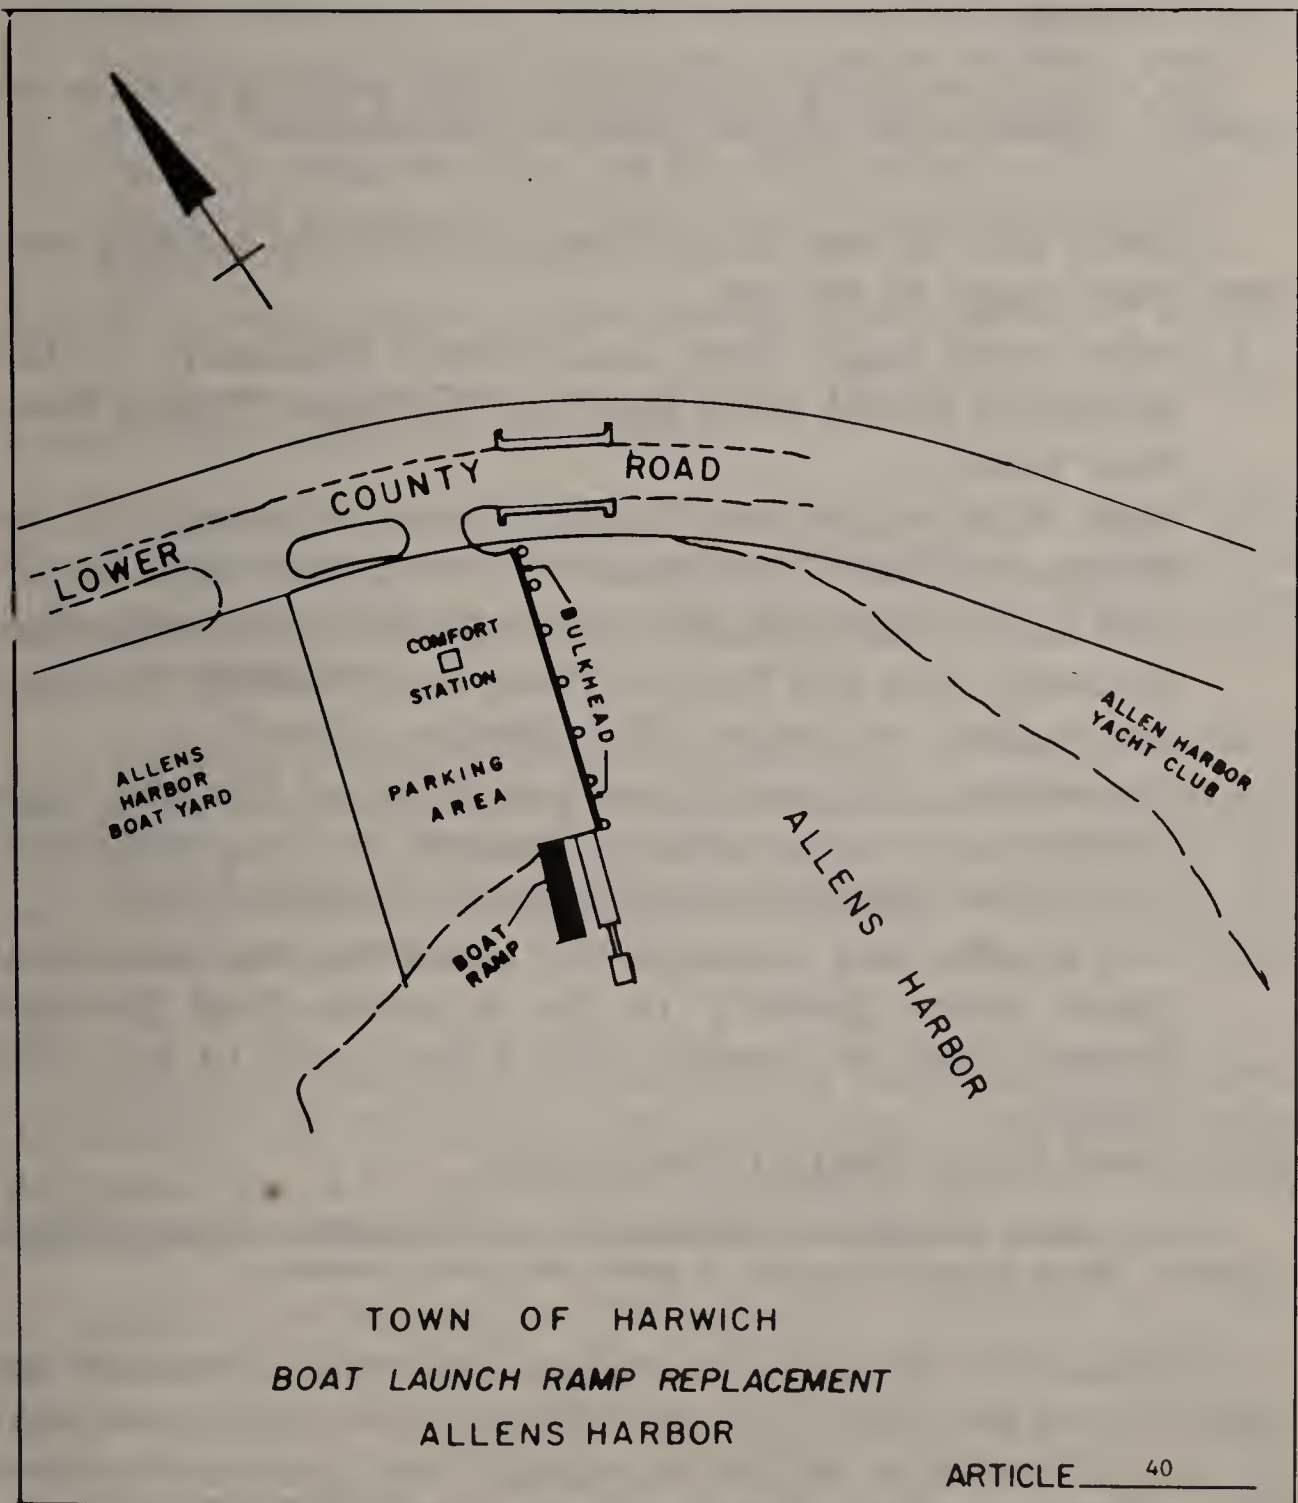 LOWER COUNTY ROAD
COMFORT
STATION
BULKHEAD
PARKING
AREA
ALLENS
HARBOR
BOAT YARD
BOAT
RAMP
ALLEN HARBOR
YACHT CLUB
ALLENS HARBOR
TOWN OF HARWICH
BOAT LAUNCH RAMP REPLACEMENT
ALLENS HARBOR
ARTICLE 40